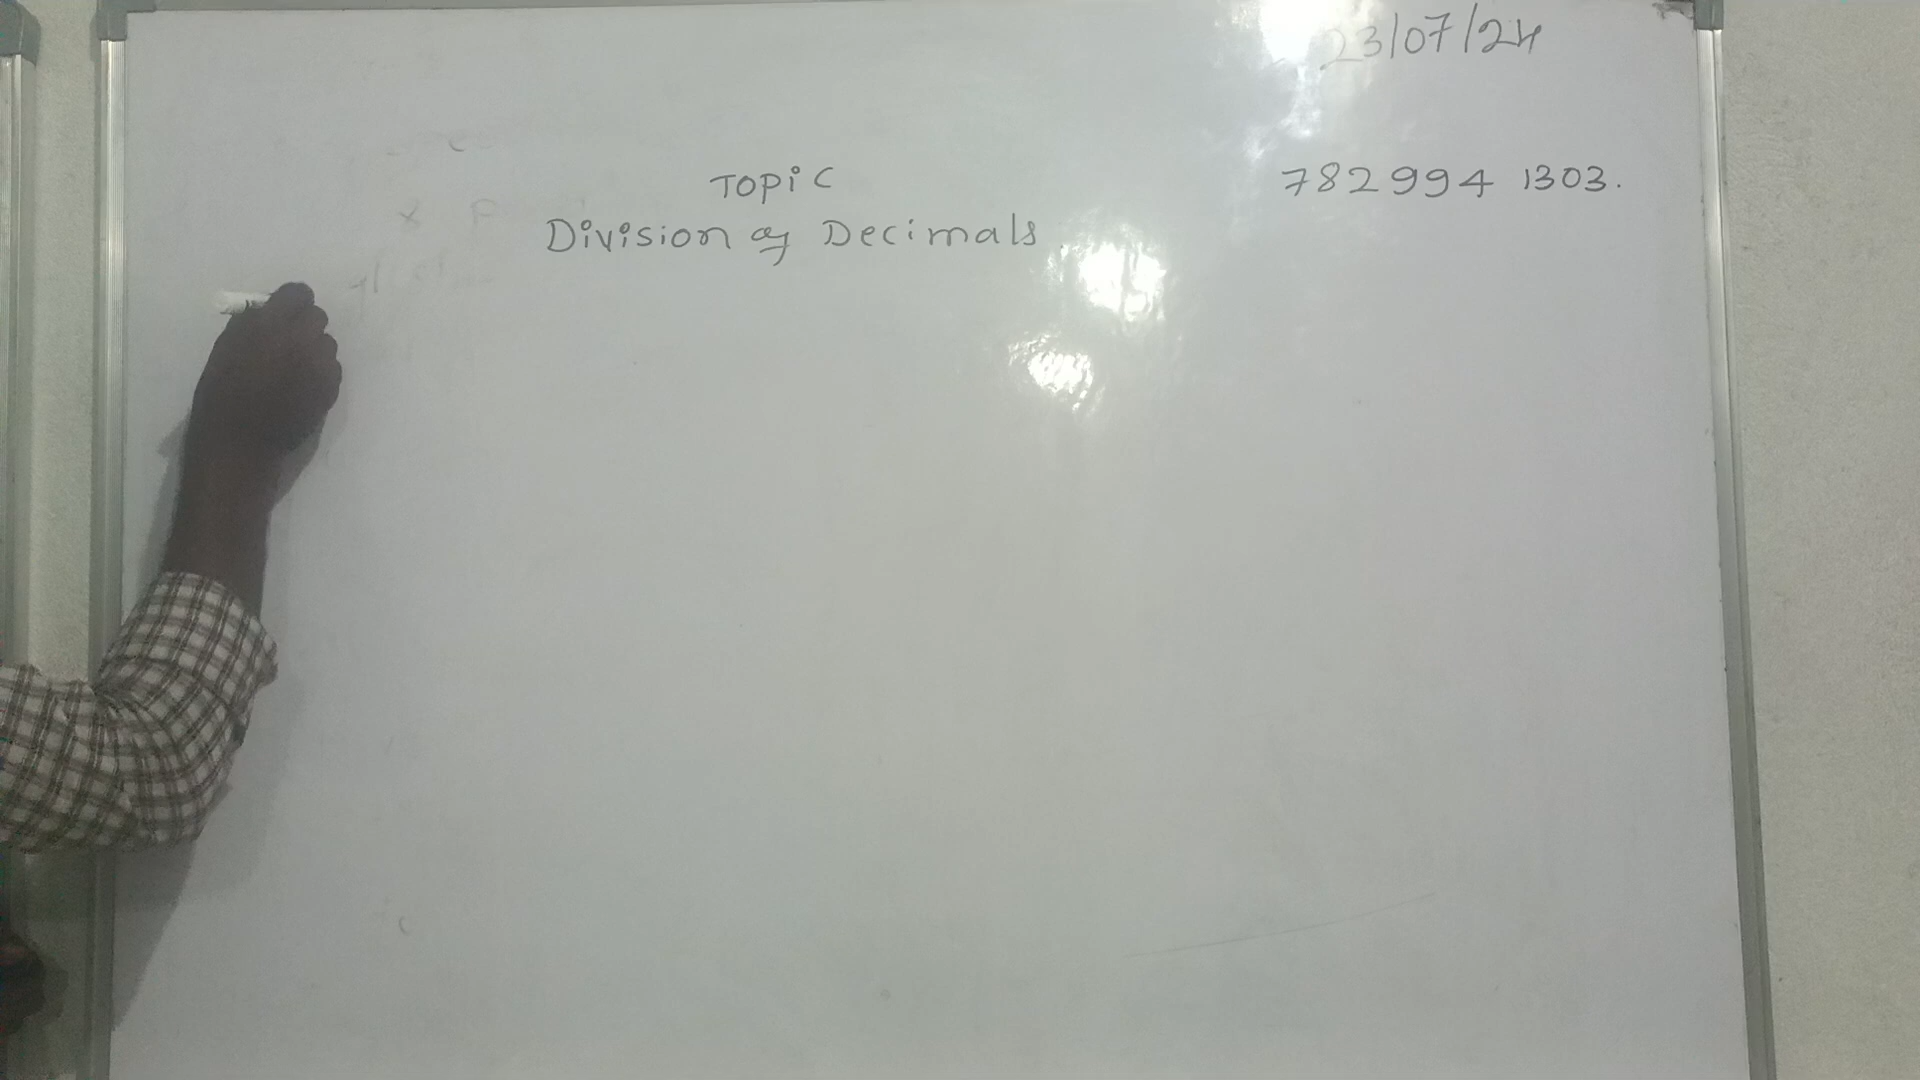 23/07/24
Topic
782994 1303.
Division of Decimals